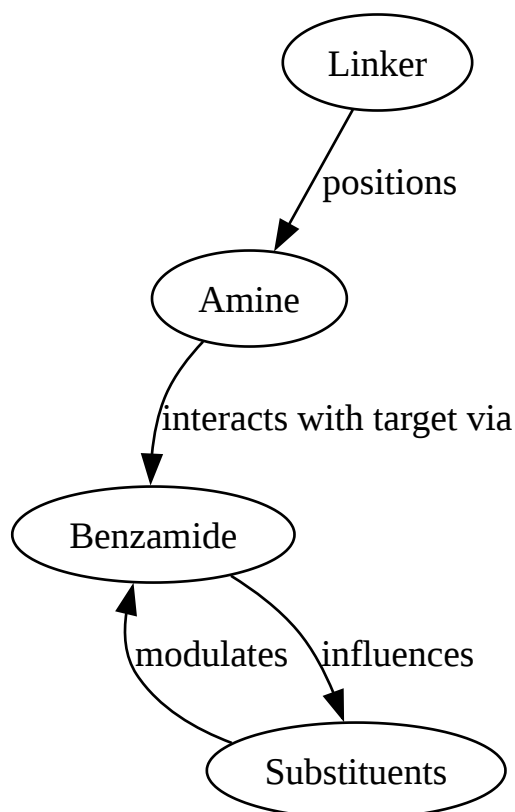 Linker
positions
Amine
interacts with target via
Benzamide
modulates
influences
Substituents